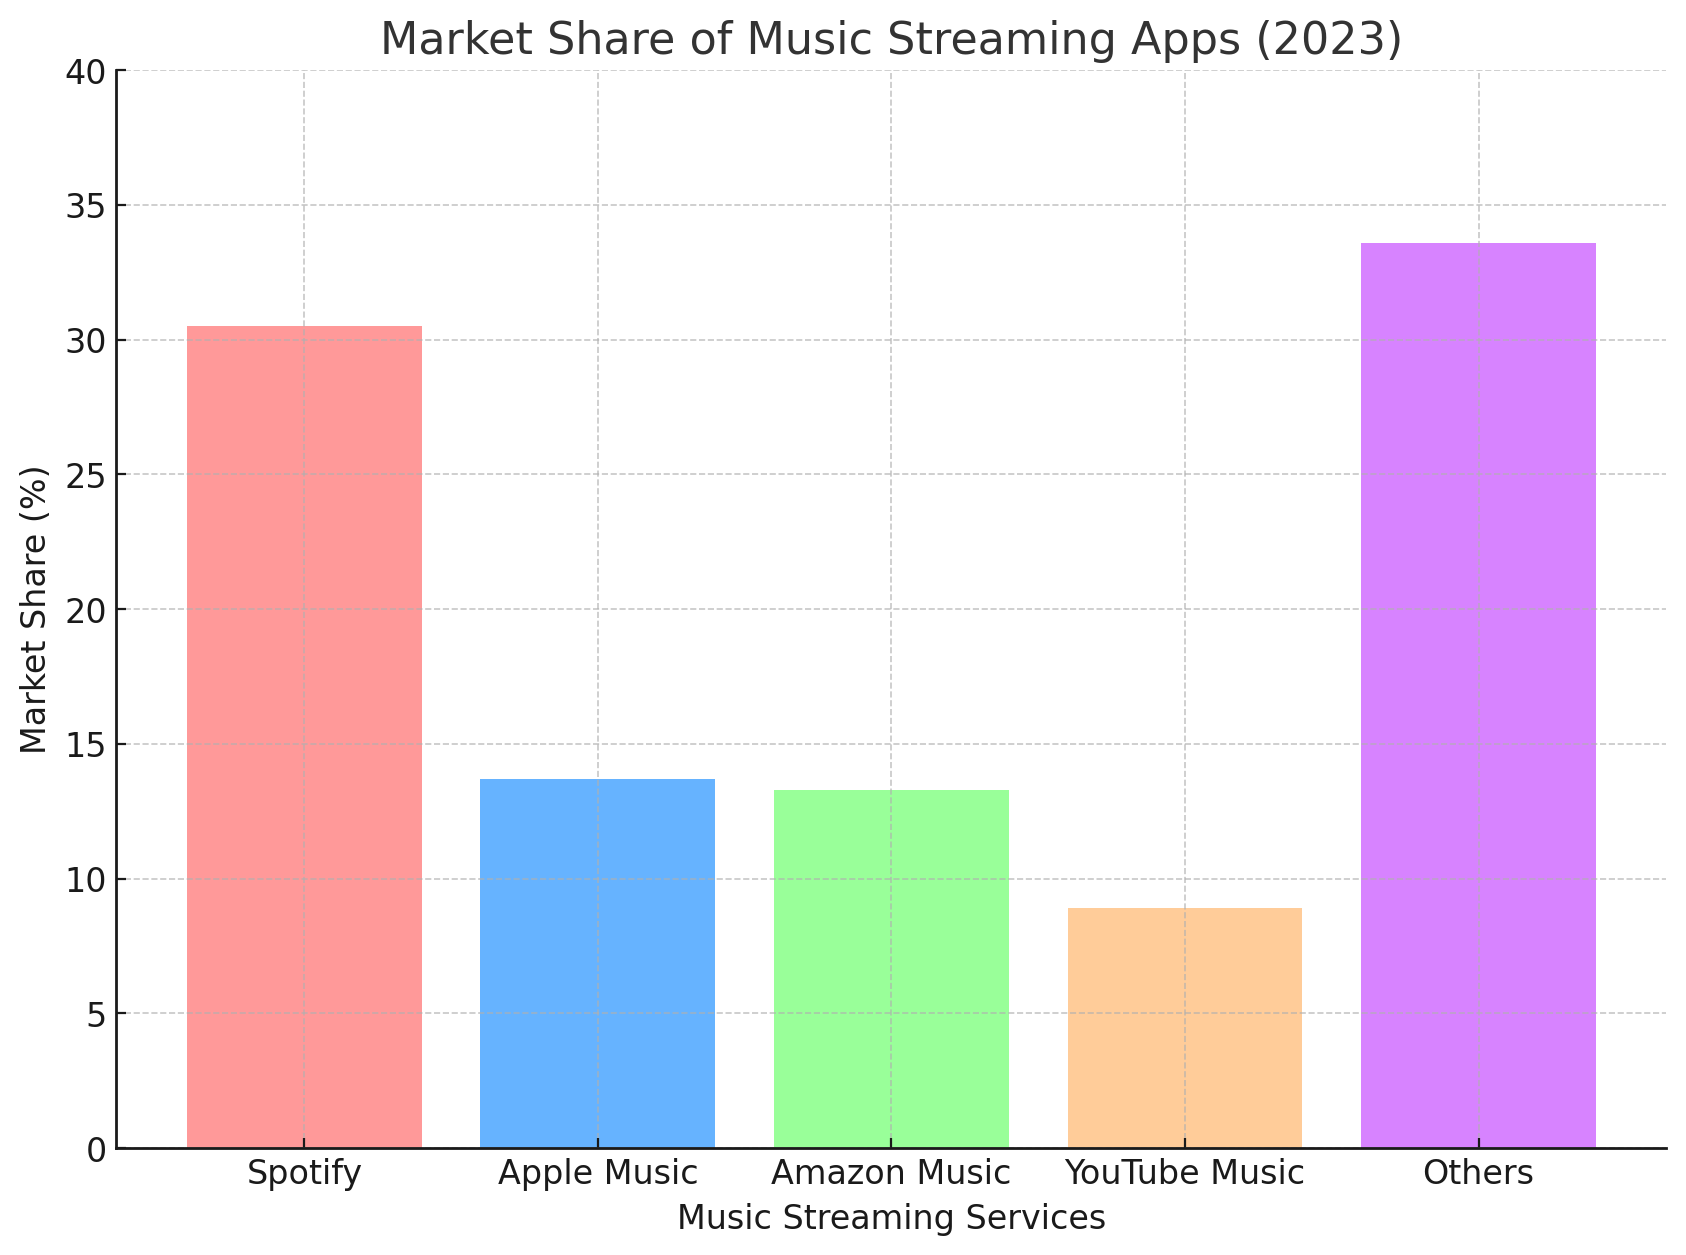 Market Share of Music Streaming Apps (2023)
40
35
30
25
20
15
10
5
0
Market Share (%)
Spotify
Apple Music
Amazon Music
YouTube Music
Others
Music Streaming Services